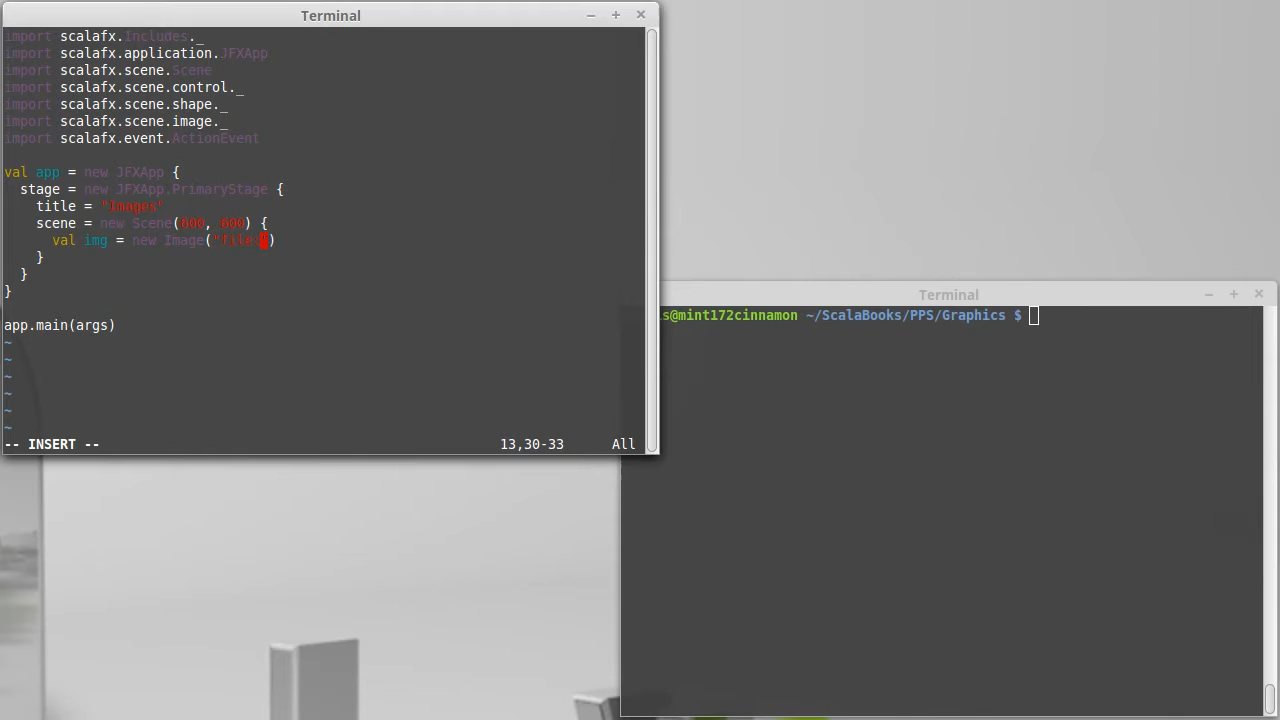 Terminal
import scalafx.Includes._
import scalafx.application.JFXApp
import scalafx.scene.Scene
import scalafx.scene.control._
import scalafx.scene.shape._
import scalafx.scene.image._
import scalafx.event.ActionEvent
val app = new JFXApp {
  stage = new JFXApp.PrimaryStage {
    title = "Images"
    scene = new Scene(600, 600) {
      val img = new Image("file:")
    }
  }
}
app.main(args)
~
~
~
~
~
~
-- INSERT -- 13,30-33 All
Terminal
s@mint172cinnamon ~/ScalaBooks/PPS/Graphics $